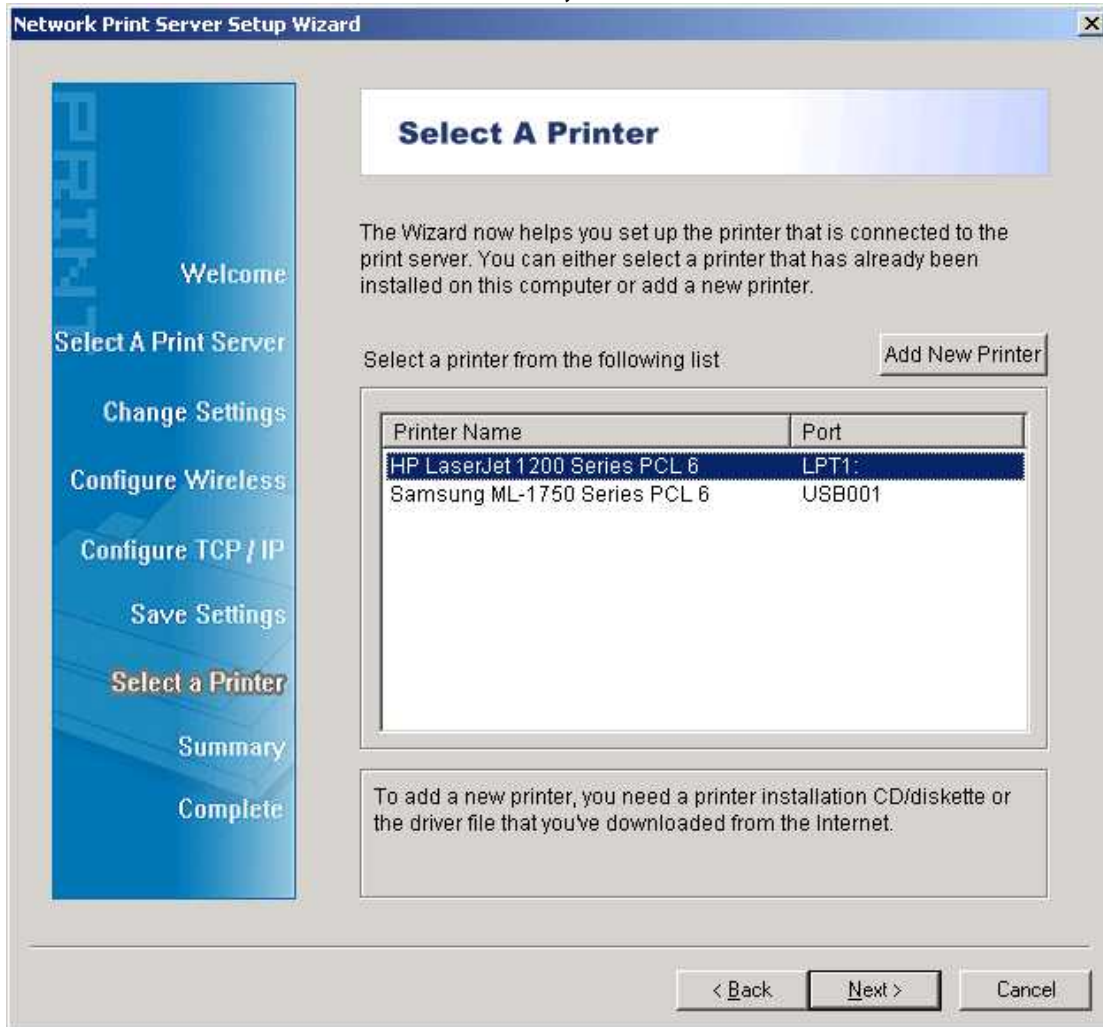 Network Print Server Setup Wizard
PRINT
Welcome
Select A Print Server
Change Settings
Configure Wireless
Configure TCP / IP
Save Settings
Select a Printer
Summary
Complete
Select A Printer
The Wizard now helps you set up the printer that is connected to the
print server. You can either select a printer that has already been
installed on this computer or add a new printer.
Select a printer from the following list
Add New Printer
Printer Name Port
HP LaserJet 1200 Series PCL 6 LPT1:
Samsung ML-1750 Series PCL 6 USB001
To add a new printer, you need a printer installation CD/diskette or
the driver file that you've downloaded from the Internet.
< Back Next > Cancel